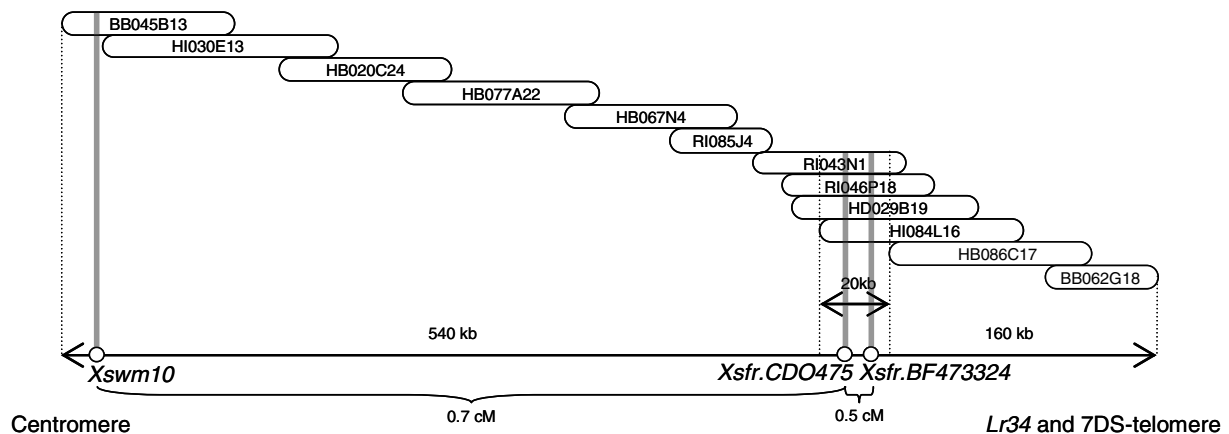 BB045B13
HI030E13
HB020C24
HB077A22
HB067N4
RI085J4
RI043N1
RI046P18
HD029B19
HI084L16
HB086C17
BB062G18
20kb
540 kb
160 kb
Xswm10
Xsfr.CDO475 Xsfr.BF473324
0.7 cM
0.5 cM
Centromere
Lr34 and 7DS-telomere